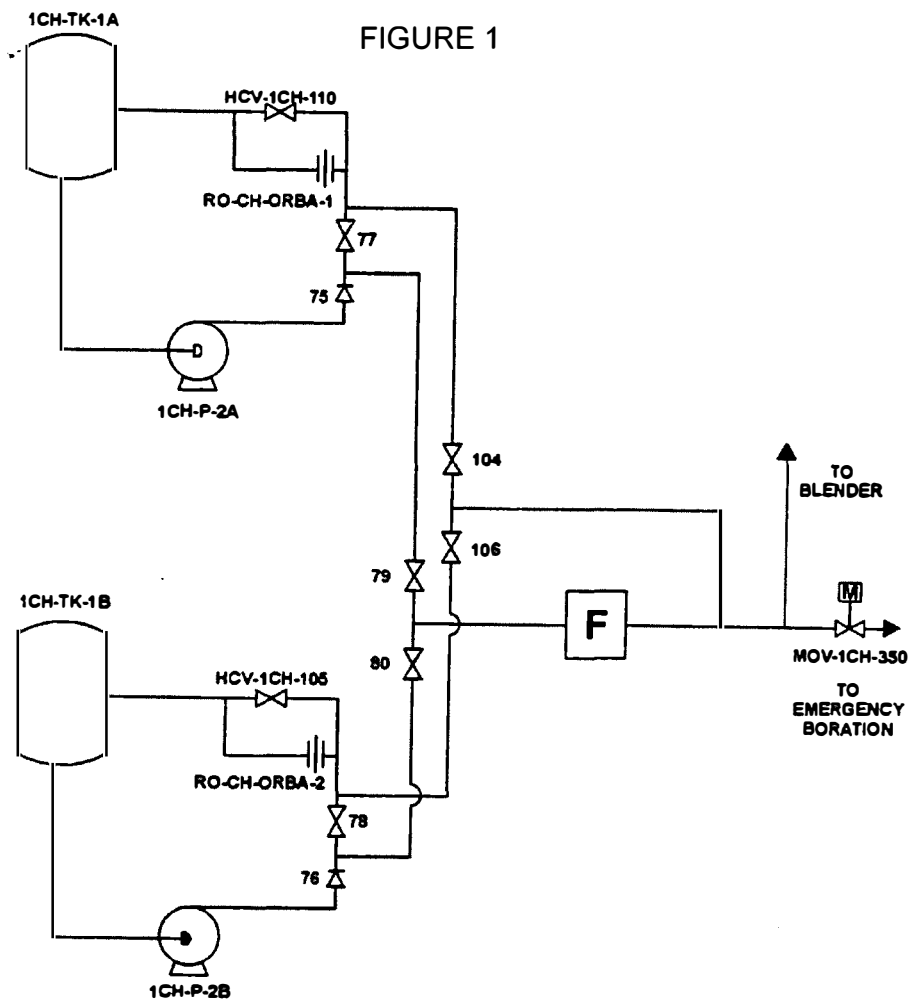 FIGURE 1
1CH-TK-1A
HCV-1CH-110
RO-CH-ORBA-1
77
75
1CH-P-2A
104
TO
BLENDER
106
79
1CH-TK-1B
F
M
80
MOV-1CH-350
HCV-1CH-105
TO
EMERGENCY
BORATION
RO-CH-ORBA-2
78
76
1CH-P-2B